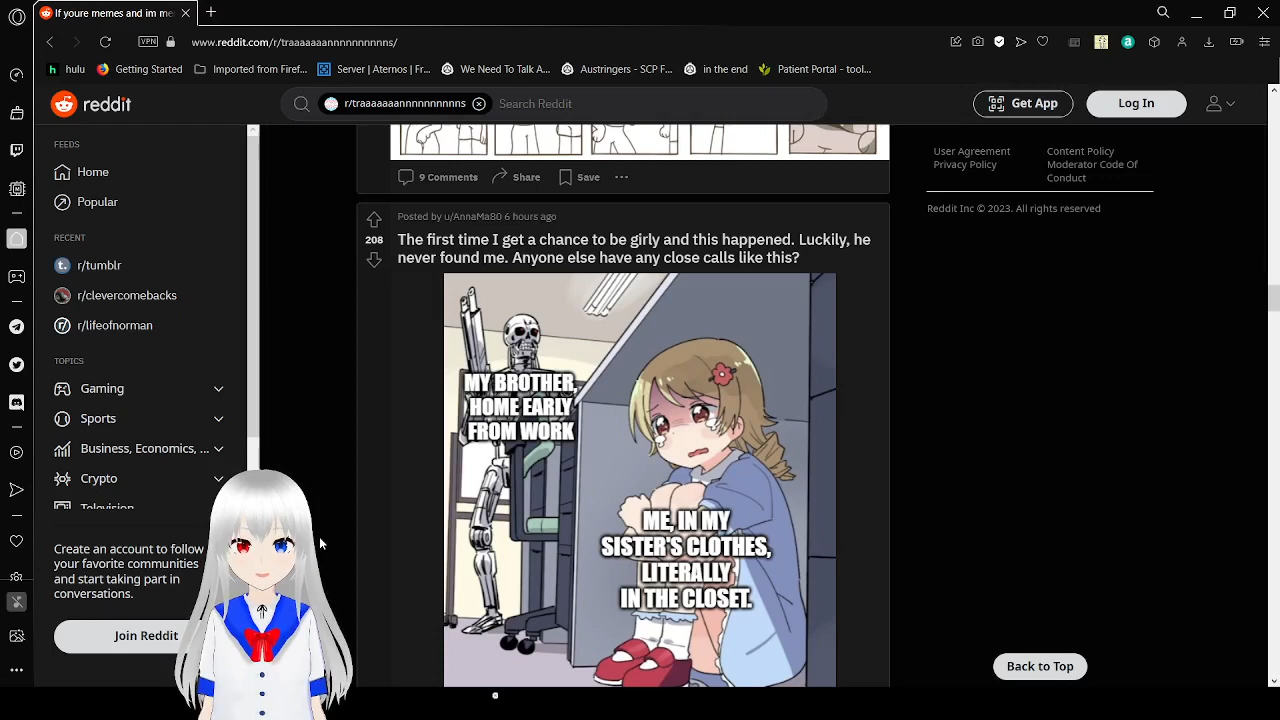 If youre memes and im me
www.reddit.com/r/traaaaaaannnnnnnnnns/
VPN
hulu
Getting Started
Imported from Firef...
Server | Aternos | Fr...
We Need To Talk A...
Austringers - SCP F...
in the end
Patient Portal - tool...
reddit
r/traaaaaaannnnnnnnnns
Search Reddit
Get App
Log In
FEEDS
Home
Popular
RECENT
r/tumblr
r/clevercomebacks
r/lifeofnorman
TOPICS
Gaming
Sports
Business, Economics, ...
Crypto
Television
Create an account to follow
your favorite communities
and start taking part in
conversations.
Join Reddit
9 Comments
Share
Save
Posted by u/AnnaMa80 6 hours ago
208
The first time I get a chance to be girly and this happened. Luckily, he
never found me. Anyone else have any close calls like this?
MY BROTHER,
HOME EARLY
FROM WORK
ME, IN MY
SISTER'S CLOTHES,
LITERALLY
IN THE CLOSET.
User Agreement
Privacy Policy
Content Policy
Moderator Code Of
Conduct
Reddit Inc © 2023. All rights reserved
Back to Top